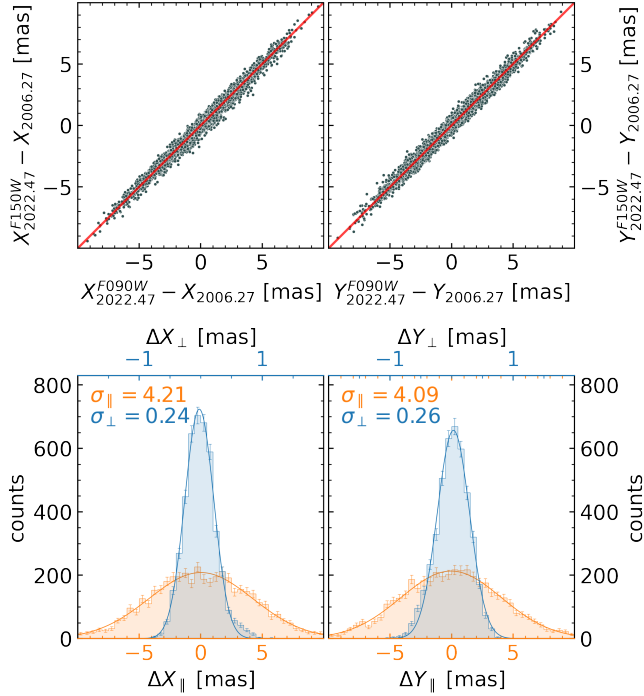 X^{F150W}_{2022.47} − X_{2006.27} [mas]
5
0
−5
5
0
−5
Y^{F150W}_{2022.47} − Y_{2006.27} [mas]
−5 0 5
−5 0 5
X^{F090W}_{2022.47} − X_{2006.27} [mas]
Y^{F090W}_{2022.47} − Y_{2006.27} [mas]
ΔX_⊥ [mas]
ΔY_⊥ [mas]
−1 1
−1 1
800
600
400
200
0
counts
σ_∥ = 4.21
σ_⊥ = 0.24
σ_∥ = 4.09
σ_⊥ = 0.26
800
600
400
200
0
counts
−5 0 5
−5 0 5
ΔX_∥ [mas]
ΔY_∥ [mas]